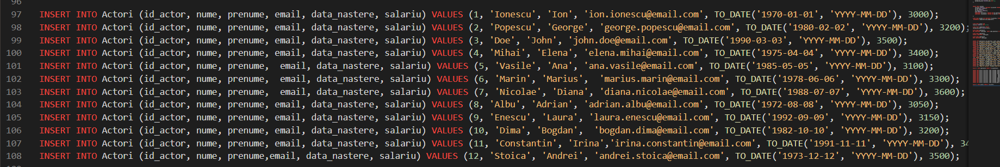 96
97 INSERT INTO Actori (id_actor, nume, prenume, email, data_nastere, salariu) VALUES (1, 'Ionescu', 'Ion', 'ion.ionescu@email.com', TO_DATE('1970-01-01', 'YYYY-MM-DD'), 3000);
98 INSERT INTO Actori (id_actor, nume, prenume, email, data_nastere, salariu) VALUES (2, 'Popescu', 'George', 'george.popescu@email.com', TO_DATE('1980-02-02', 'YYYY-MM-DD'), 3200);
99 INSERT INTO Actori (id_actor, nume, prenume, email, data_nastere, salariu) VALUES (3, 'Doe', 'John', 'john.doe@email.com', TO_DATE('1990-03-03', 'YYYY-MM-DD'), 3500);
100 INSERT INTO Actori (id_actor, nume, prenume, email, data_nastere, salariu) VALUES (4, 'Mihai', 'Elena', 'elena.mihai@email.com', TO_DATE('1975-04-04', 'YYYY-MM-DD'), 3400);
101 INSERT INTO Actori (id_actor, nume, prenume,  email, data_nastere, salariu) VALUES (5, 'Vasile', 'Ana', 'ana.vasile@email.com', TO_DATE('1985-05-05', 'YYYY-MM-DD'), 3100);
102 INSERT INTO Actori (id_actor, nume, prenume,  email, data_nastere, salariu) VALUES (6, 'Marin', 'Marius',  'marius.marin@email.com', TO_DATE('1978-06-06', 'YYYY-MM-DD'), 3300);
103 INSERT INTO Actori (id_actor, nume, prenume,  email, data_nastere, salariu) VALUES (7, 'Nicolae', 'Diana', 'diana.nicolae@email.com', TO_DATE('1988-07-07', 'YYYY-MM-DD'), 3600);
104 INSERT INTO Actori (id_actor, nume, prenume, email, data_nastere, salariu) VALUES (8, 'Albu', 'Adrian', 'adrian.albu@email.com', TO_DATE('1972-08-08', 'YYYY-MM-DD'), 3050);
105 INSERT INTO Actori (id_actor, nume, prenume, email, data_nastere, salariu) VALUES (9, 'Enescu', 'Laura', 'laura.enescu@email.com', TO_DATE('1992-09-09', 'YYYY-MM-DD'), 3150);
106 INSERT INTO Actori (id_actor, nume, prenume, email, data_nastere, salariu) VALUES (10, 'Dima', 'Bogdan',  'bogdan.dima@email.com', TO_DATE('1982-10-10', 'YYYY-MM-DD'), 3200);
107 INSERT INTO Actori (id_actor, nume, prenume, email, data_nastere, salariu) VALUES (11, 'Constantin', 'Irina','irina.constantin@email.com', TO_DATE('1991-11-11', 'YYYY-MM-DD'),
108 INSERT INTO Actori (id_actor, nume, prenume,email, data_nastere, salariu) VALUES (12, 'Stoica', 'Andrei', 'andrei.stoica@email.com', TO_DATE('1973-12-12', 'YYYY-MM-DD'), 3500);